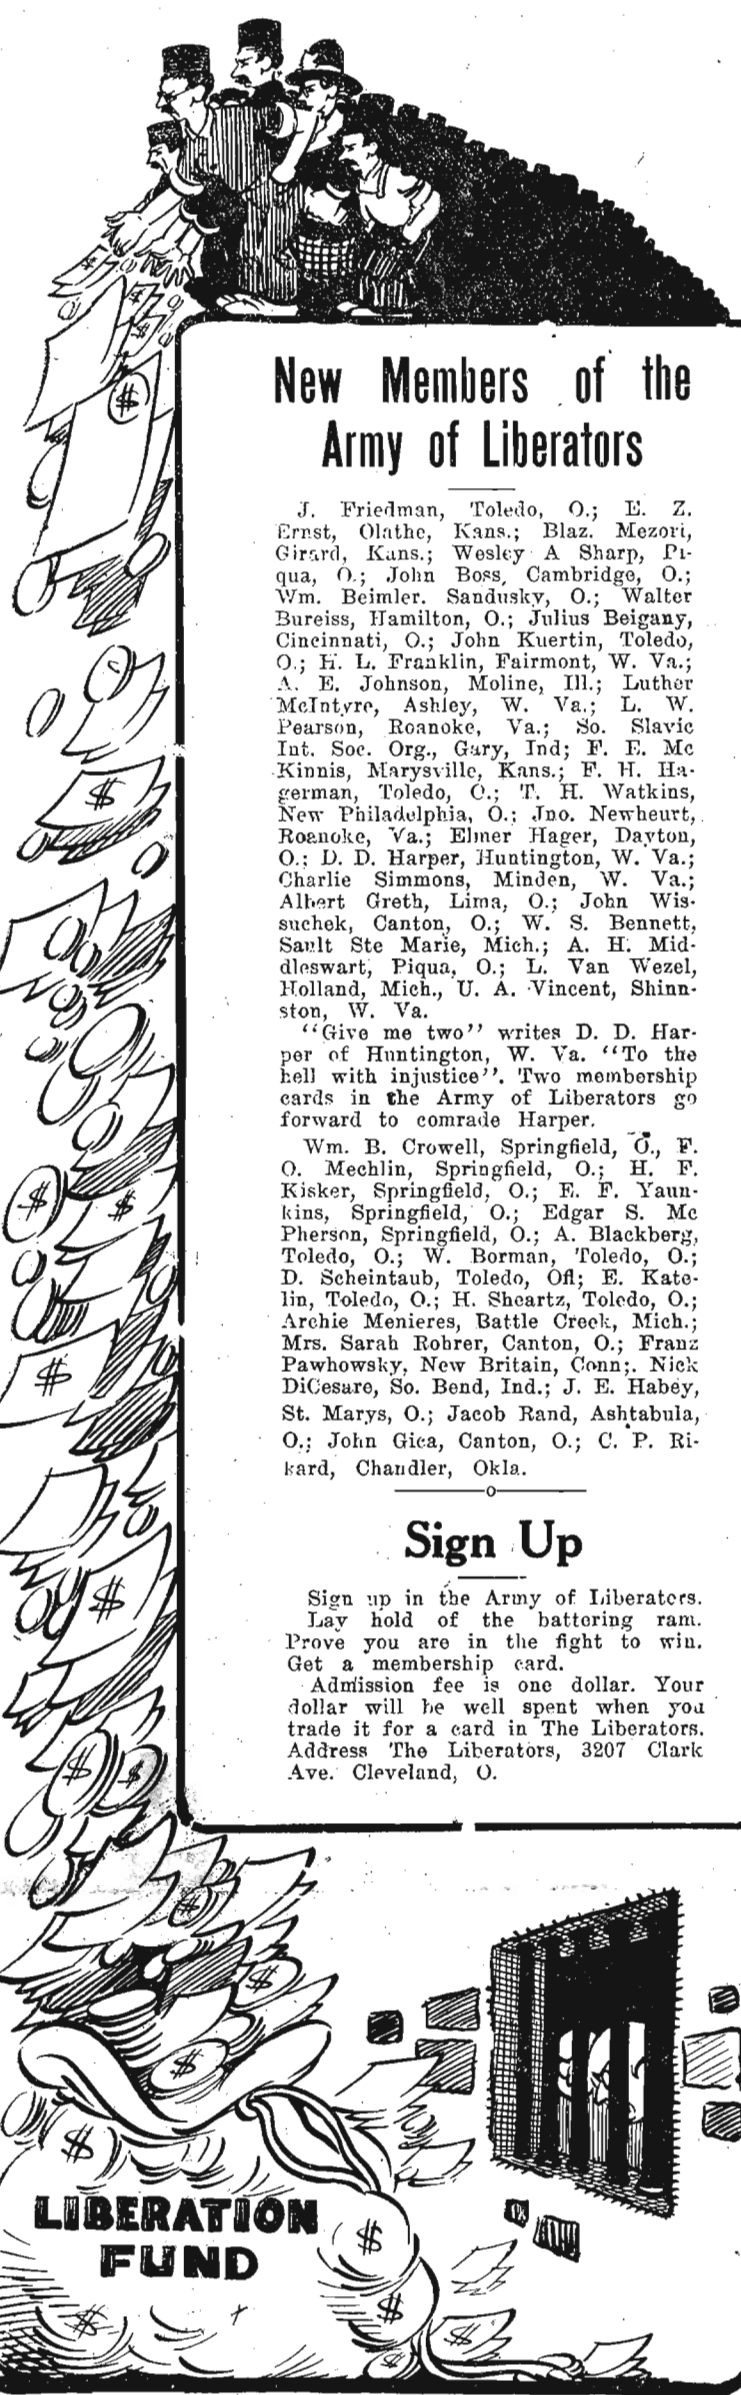 New Members of the
Army of Liberators
J. Friedman, Toledo, O.; E. Z.
Ernst, Olathe, Kans.; Blaz. Mezori,
Girard, Kans.; Wesley A Sharp, Pi-
qua, O.; John Boss, Cambridge, O.;
Wm. Beimler. Sandusky, O.; Walter
Bureiss, Hamilton, O.; Julius Beigany,
Cincinnati, O.; John Kuertin, Toledo,
O.; H. L. Franklin, Fairmont, W. Va.;
A. E. Johnson, Moline, Ill.; Luther
McIntyre, Ashley, W. Va.; L. W.
Pearson, Roanoke, Va.; So. Slavic
Int. Soc. Org., Gary, Ind; F. E. Mc
Kinnis, Marysville, Kans.; F. H. Ha-
german, Toledo, O.; T. H. Watkins,
New Philadelphia, O.; Jno. Newheurt,
Roanoke, Va.; Elmer Hager, Dayton,
O.; D. D. Harper, Huntington, W. Va.;
Charlie Simmons, Minden, W. Va.;
Albert Greth, Lima, O.; John Wis-
suchek, Canton, O.; W. S. Bennett,
Sault Ste Marie, Mich.; A. H. Mid-
dleswart, Piqua, O.; L. Van Wezel,
Holland, Mich., U. A. Vincent, Shinn-
ston, W. Va.
"Give me two" writes D. D. Har-
per of Huntington, W. Va. "To the
hell with injustice". Two membership
cards in the Army of Liberators go
forward to comrade Harper.
Wm. B. Crowell, Springfield, O., F.
O. Mechlin, Springfield, O.; H. F.
Kisker, Springfield, O.; E. F. Yaun-
kins, Springfield, O.; Edgar S. Mc
Pherson, Springfield, O.; A. Blackberg,
Toledo, O.; W. Borman, Toledo, O.;
D. Scheintaub, Toledo, Ofl; E. Kate-
lin, Toledo, O.; H. Sheartz, Toledo, O.;
Archie Menieres, Battle Creek, Mich.;
Mrs. Sarah Rohrer, Canton, O.; Franz
Pawhowsky, New Britain, Conn;. Nick
DiCesare, So. Bend, Ind.; J. E. Habey,
St. Marys, O.; Jacob Rand, Ashtabula,
O.; John Gica, Canton, O.; C. P. Ri-
kard, Chandler, Okla.
Sign Up
Sign up in the Army of Liberators.
Lay hold of the battering ram.
Prove you are in the fight to win.
Get a membership card.
Admission fee is one dollar. Your
dollar will be well spent when you
trade it for a card in The Liberators.
Address The Liberators, 3207 Clark
Ave. Cleveland, O.
LIBERATION
FUND